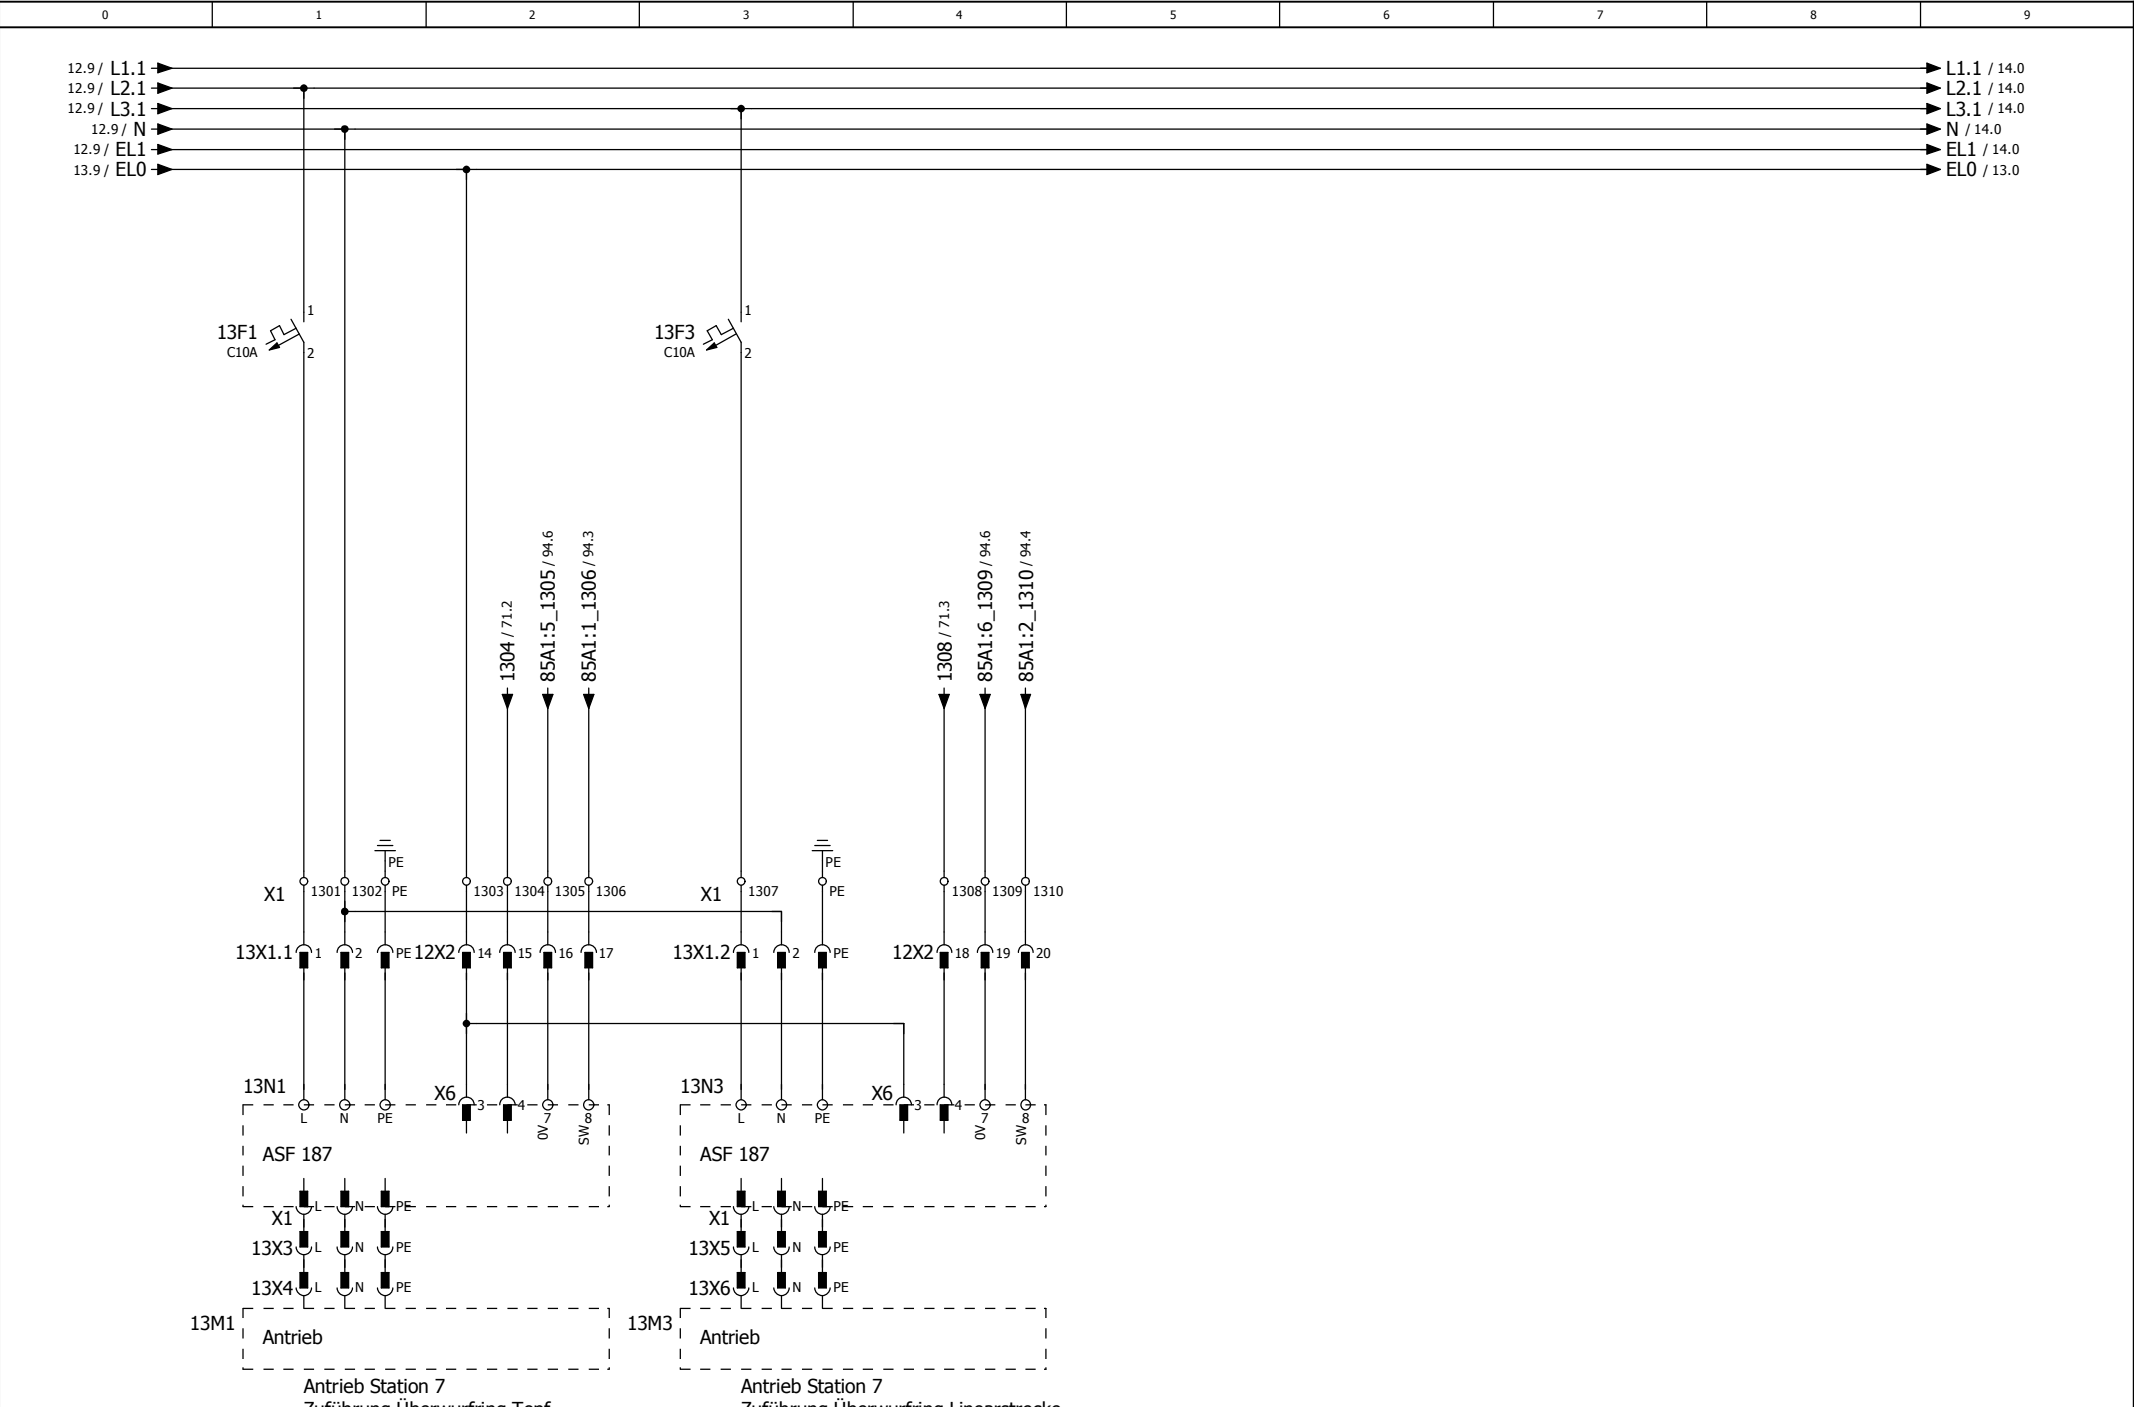 0 1 2 3 4 5 6 7 8 9
12.9 / L1.1 L1.1 / 14.0
12.9 / L2.1 L2.1 / 14.0
12.9 / L3.1 L3.1 / 14.0
12.9 / N N / 14.0
12.9 / EL1 EL1 / 14.0
13.9 / EL0 EL0 / 13.0
1 1
13F1 13F3
C10A 2 C10A 2
1304 / 71.2
85A1:5_1305 / 94.6
85A1:1_1306 / 94.3
1308 / 71.3
85A1:6_1309 / 94.6
85A1:2_1310 / 94.4
PE PE
X1 1301 1302 PE 1303 1304 1305 1306 X1 1307 PE 1308 1309 1310
13X1.1 1 2 PE 12X2 14 15 16 17 13X1.2 1 2 PE 12X2 18 19 20
13N1 X6 3 4 13N3 X6 3 4
L N PE 7 8 L N PE 7 8
0V SW 0V SW
ASF 187 ASF 187
L N PE L N PE
X1 X1
13X3 L N PE 13X5 L N PE
13X4 L N PE 13X6 L N PE
13M1 13M3
Antrieb Antrieb
Antrieb Station 7 Antrieb Station 7
Zuführung Überwurfring Topf Zuführung Überwurfring Linearstrecke